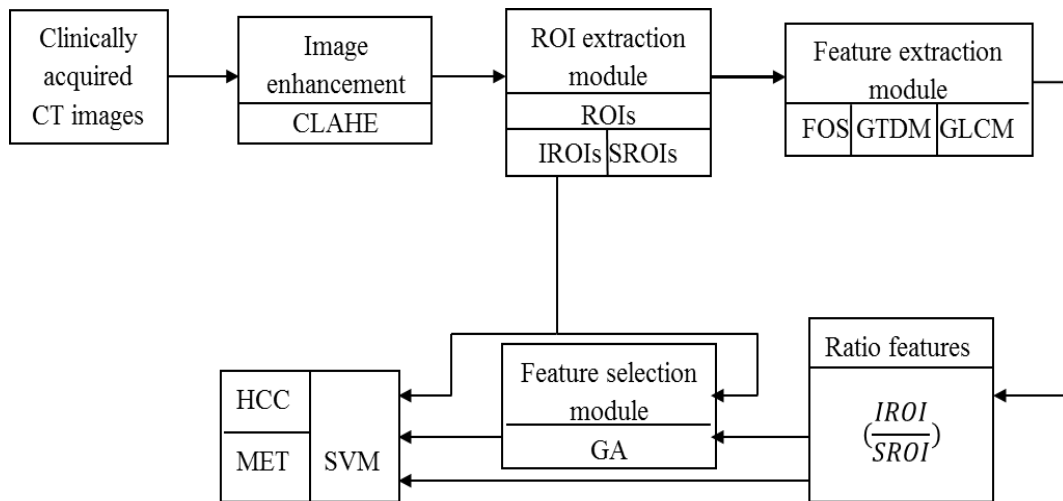 Clinically
acquired
CT images
Image
enhancement
CLAHE
ROI extraction
module
ROIs
IROIs SROIs
Feature extraction
module
FOS GTDM GLCM
HCC
MET
SVM
Feature selection
module
GA
Ratio features
(IROI/SROI)